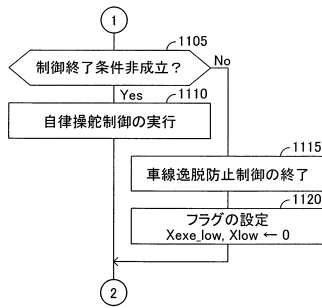 1
1105
制御終了条件非成立？
No
Yes
1110
自律操舵制御の実行
1115
車線逸脱防止制御の終了
1120
フラグの設定
Xexe_low, Xlow ← 0
2